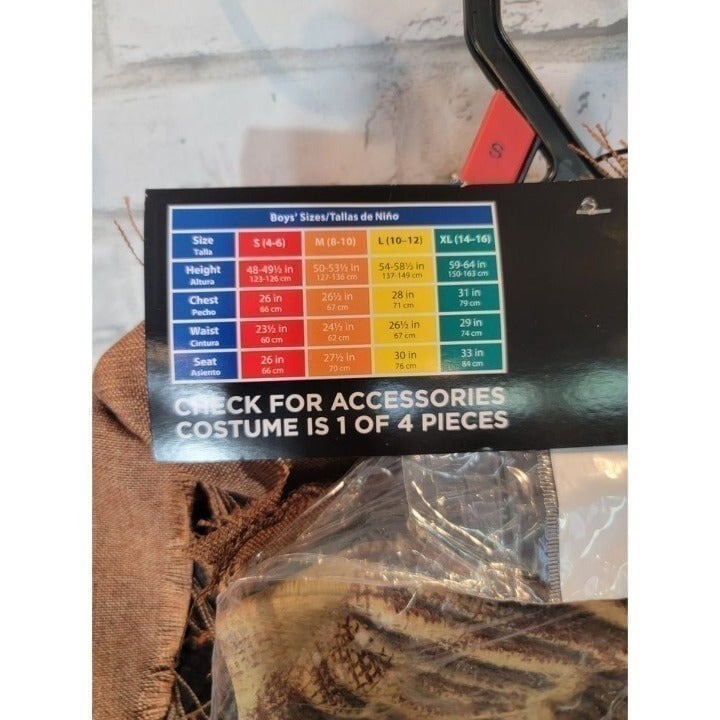 S
Boys' Sizes/Tallas de Niño
Size S (4-6) M (8-10) L (10-12) XL (14-16)
Talla
Height 48-49½ in 50-53½ in 54-58½ in 59-64 in
Altura 123-126 cm 127-136 cm 137-149 cm 150-163 cm
Chest 26 in 26½ in 28 in 31 in
Pecho 66 cm 67 cm 71 cm 79 cm
Waist 23½ in 24½ in 26½ in 29 in
Cintura 60 cm 62 cm 67 cm 74 cm
Seat 26 in 27½ in 30 in 33 in
Asiento 66 cm 70 cm 76 cm 84 cm
CHECK FOR ACCESSORIES
COSTUME IS 1 OF 4 PIECES